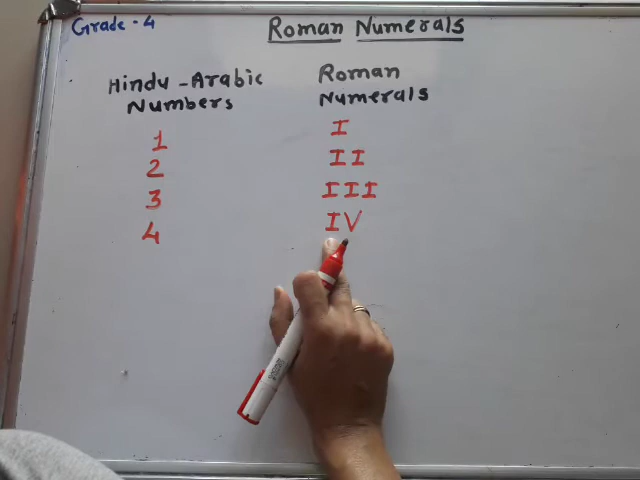 Grade - 4
Roman Numerals
Hindu - Arabic Numbers
Roman Numerals
1 I
2 II
3 III
4 IV